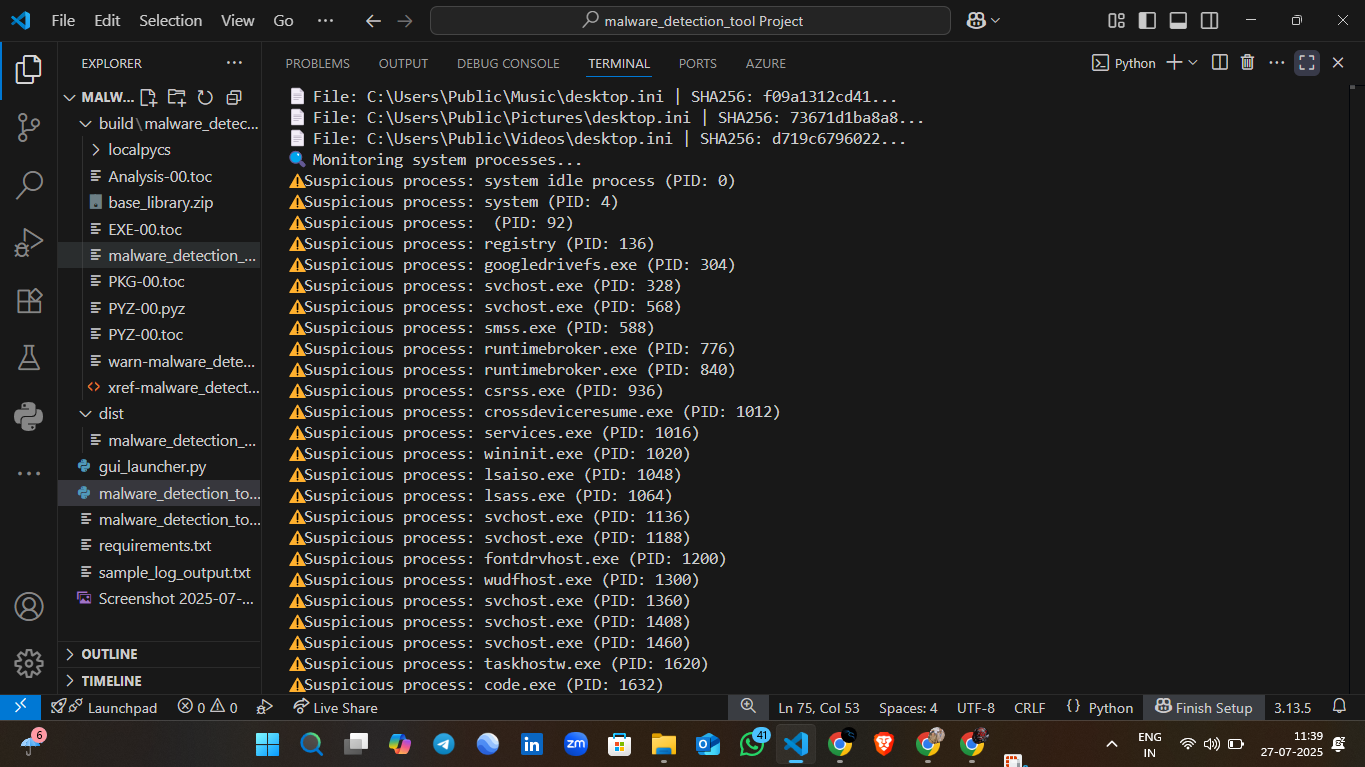 File Edit Selection View Go ... malware_detection_tool Project
EXPLORER ...
MALW...
build\malware_detec...
localpycs
Analysis-00.toc
base_library.zip
EXE-00.toc
malware_detection_...
PKG-00.toc
PYZ-00.pyz
PYZ-00.toc
warn-malware_dete...
xref-malware_detect...
dist
malware_detection_...
gui_launcher.py
malware_detection_to...
malware_detection_to...
requirements.txt
sample_log_output.txt
Screenshot 2025-07-...
OUTLINE
TIMELINE
PROBLEMS OUTPUT DEBUG CONSOLE TERMINAL PORTS AZURE Python
File: C:\Users\Public\Music\desktop.ini | SHA256: f09a1312cd41...
File: C:\Users\Public\Pictures\desktop.ini | SHA256: 73671d1ba8a8...
File: C:\Users\Public\Videos\desktop.ini | SHA256: d719c6796022...
Monitoring system processes...
Suspicious process: system idle process (PID: 0)
Suspicious process: system (PID: 4)
Suspicious process:  (PID: 92)
Suspicious process: registry (PID: 136)
Suspicious process: googledrivefs.exe (PID: 304)
Suspicious process: svchost.exe (PID: 328)
Suspicious process: svchost.exe (PID: 568)
Suspicious process: smss.exe (PID: 588)
Suspicious process: runtimebroker.exe (PID: 776)
Suspicious process: runtimebroker.exe (PID: 840)
Suspicious process: csrss.exe (PID: 936)
Suspicious process: crossdeviceresume.exe (PID: 1012)
Suspicious process: services.exe (PID: 1016)
Suspicious process: wininit.exe (PID: 1020)
Suspicious process: lsaiso.exe (PID: 1048)
Suspicious process: lsass.exe (PID: 1064)
Suspicious process: svchost.exe (PID: 1136)
Suspicious process: svchost.exe (PID: 1188)
Suspicious process: fontdrvhost.exe (PID: 1200)
Suspicious process: wudfhost.exe (PID: 1300)
Suspicious process: svchost.exe (PID: 1360)
Suspicious process: svchost.exe (PID: 1408)
Suspicious process: svchost.exe (PID: 1460)
Suspicious process: taskhostw.exe (PID: 1620)
Suspicious process: code.exe (PID: 1632)
Launchpad 0 0 Live Share Ln 75, Col 53 Spaces: 4 UTF-8 CRLF {} Python Finish Setup 3.13.5
6 in zm 41 ENG 11:39
IN 27-07-2025